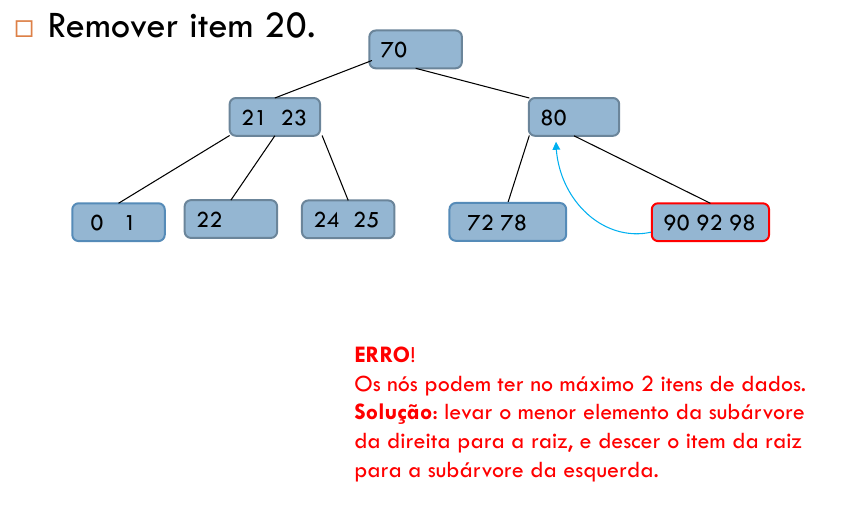 Remover item 20.
70
21 23
80
0 1
22
24 25
72 78
90 92 98
ERRO!
Os nós podem ter no máximo 2 itens de dados.
Solução: levar o menor elemento da subárvore
da direita para a raiz, e descer o item da raiz
para a subárvore da esquerda.